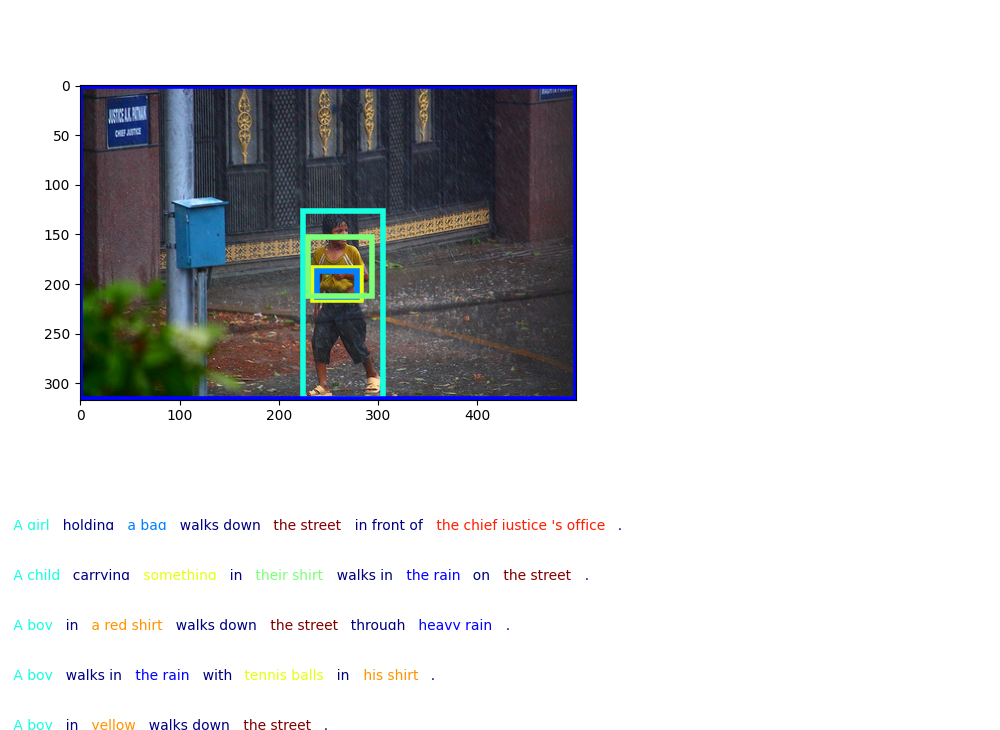 0
50
100
150
200
250
300
JUSTICE A.K. PATNAIK
CHIEF JUSTICE
0 100 200 300 400
A girl holding a bag walks down the street in front of the chief justice 's office .
A child carrying something in their shirt walks in the rain on the street .
A boy in a red shirt walks down the street through heavy rain .
A boy walks in the rain with tennis balls in his shirt .
A boy in yellow walks down the street .